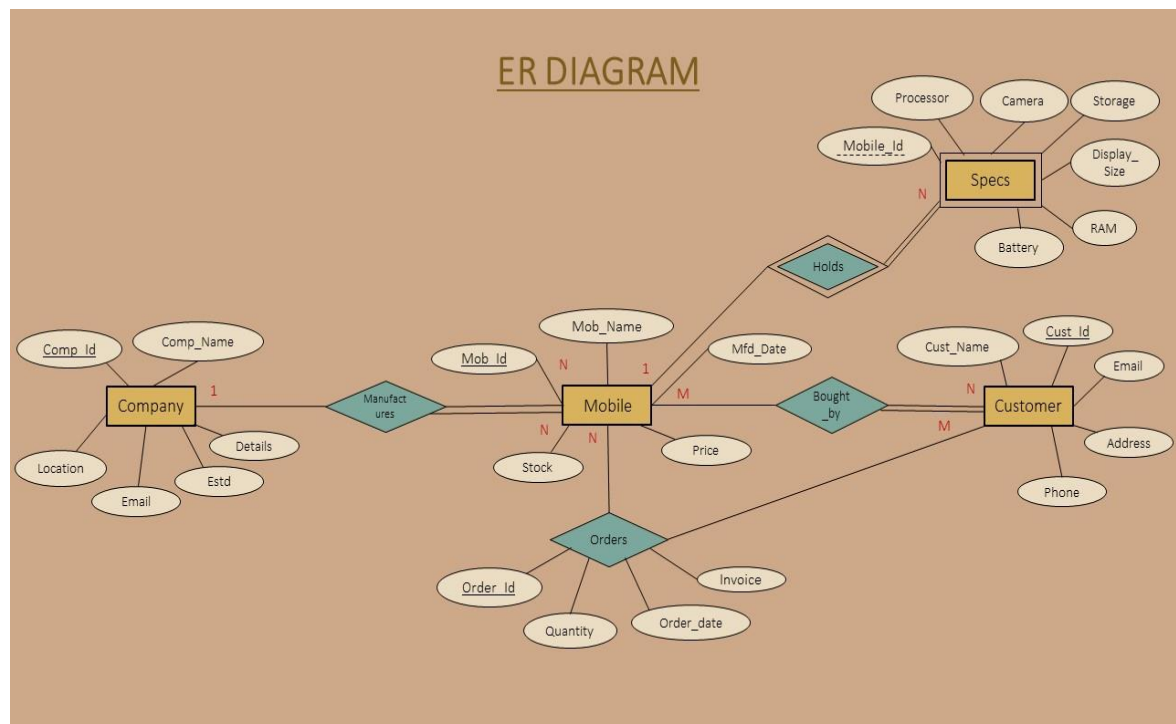 ER DIAGRAM
Processor
Camera
Storage
Mobile_Id
Display_
Size
Specs
N
RAM
Battery
Holds
Mob_Name
Comp_Id
Comp_Name
Mob_Id
Mfd_Date
Cust_Name
Cust_Id
Email
N
1
1
M
N
Company
Manufact
ures
Mobile
Bought
_by
Customer
N
N
M
Details
Location
Email
Estd
Stock
Price
Address
Phone
Orders
Order_Id
Invoice
Quantity
Order_date